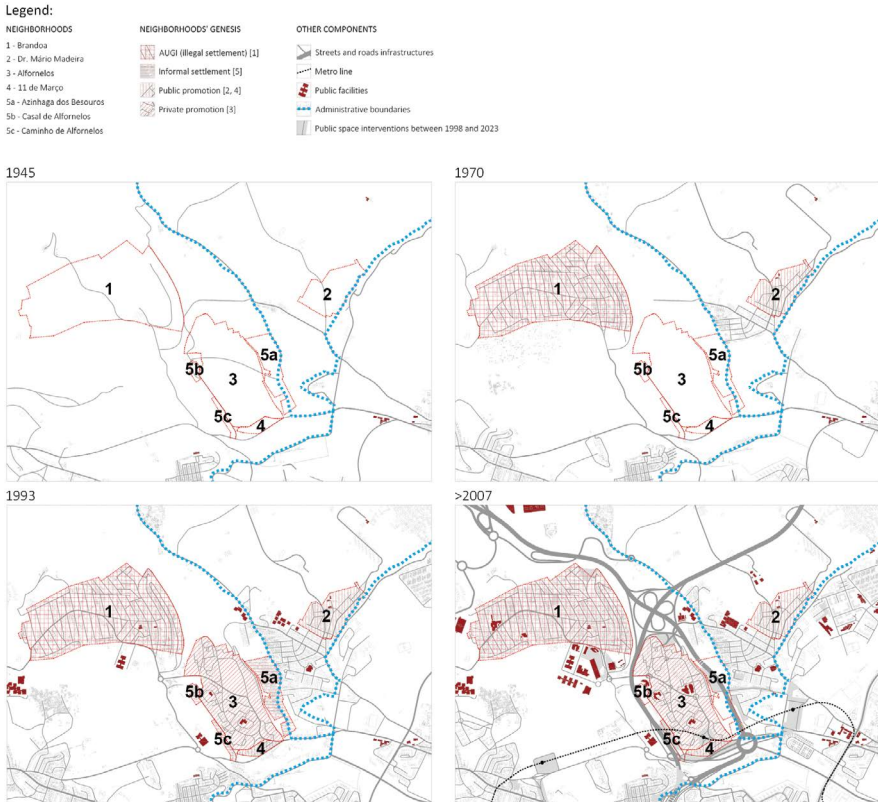 Legend:
NEIGHBORHOODS
1 - Brandoa
2 - Dr. Mário Madeira
3 - Alfornelos
4 - 11 de Março
5a - Azinhaga dos Besouros
5b - Casal de Alfornelos
5c - Caminho de Alfornelos
NEIGHBORHOODS' GENESIS
AUGI (illegal settlement) [1]
Informal settlement [5]
Public promotion [2, 4]
Private promotion [3]
OTHER COMPONENTS
Streets and roads infrastructures
Metro line
Public facilities
Administrative boundaries
Public space interventions between 1998 and 2023
1945
1
2
5a
5b
3
5c
4
1970
1
2
5a
5b
3
5c
4
1993
1
2
5a
5b
3
5c
4
>2007
1
2
5a
5b
3
5c
4